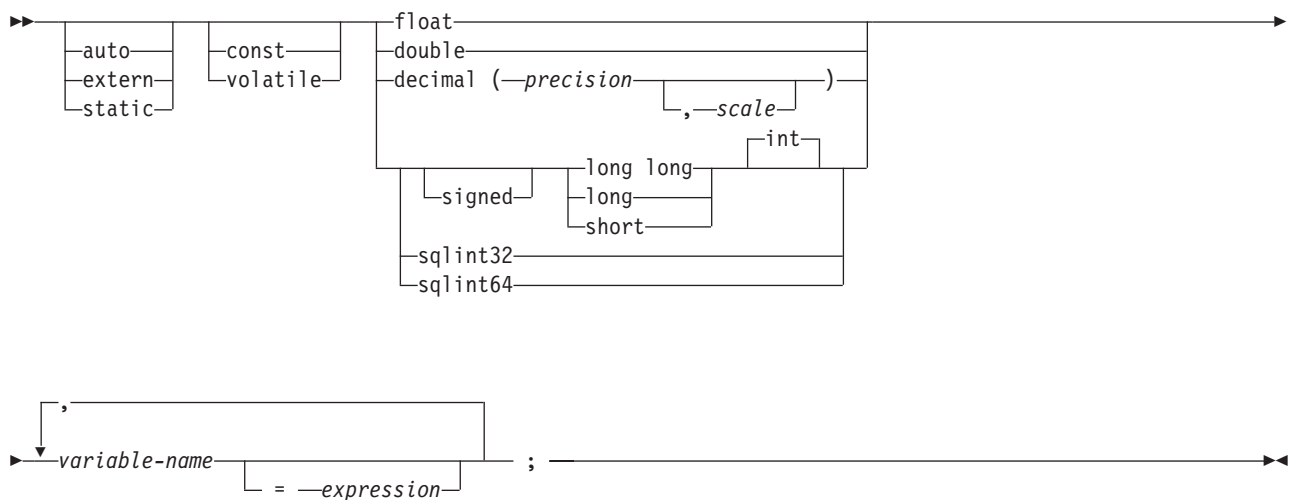 float
auto const double
extern volatile decimal ( precision )
static , scale
int
long long
signed long
short
sqlint32
sqlint64
,
variable-name ;
= expression